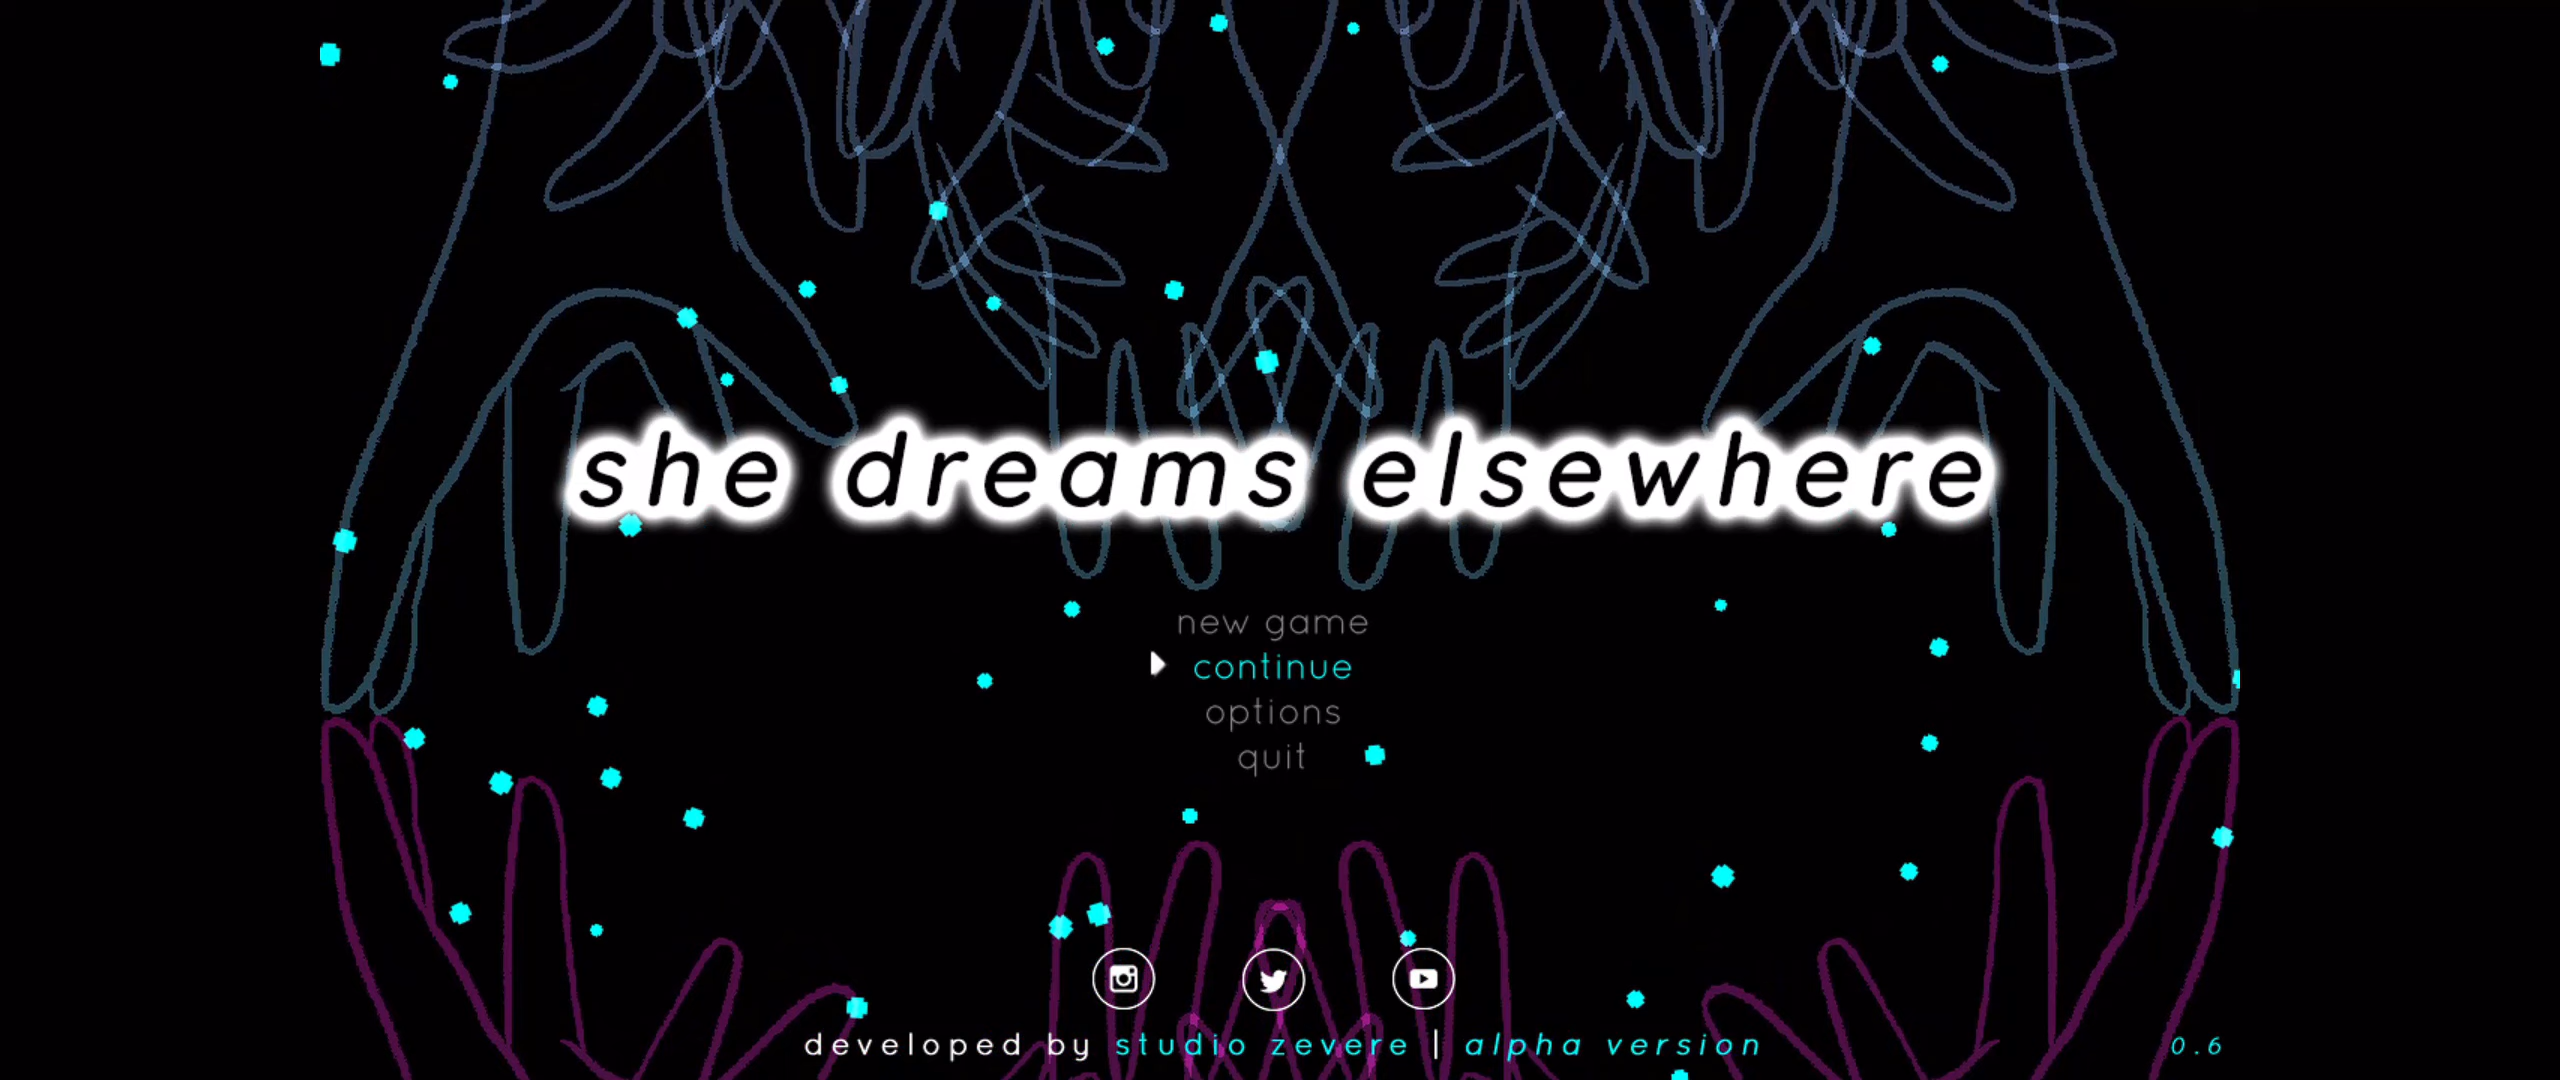 she dreams elsewhere
new game
continue
options
quit
developed by studio zevere | alpha version
0.6